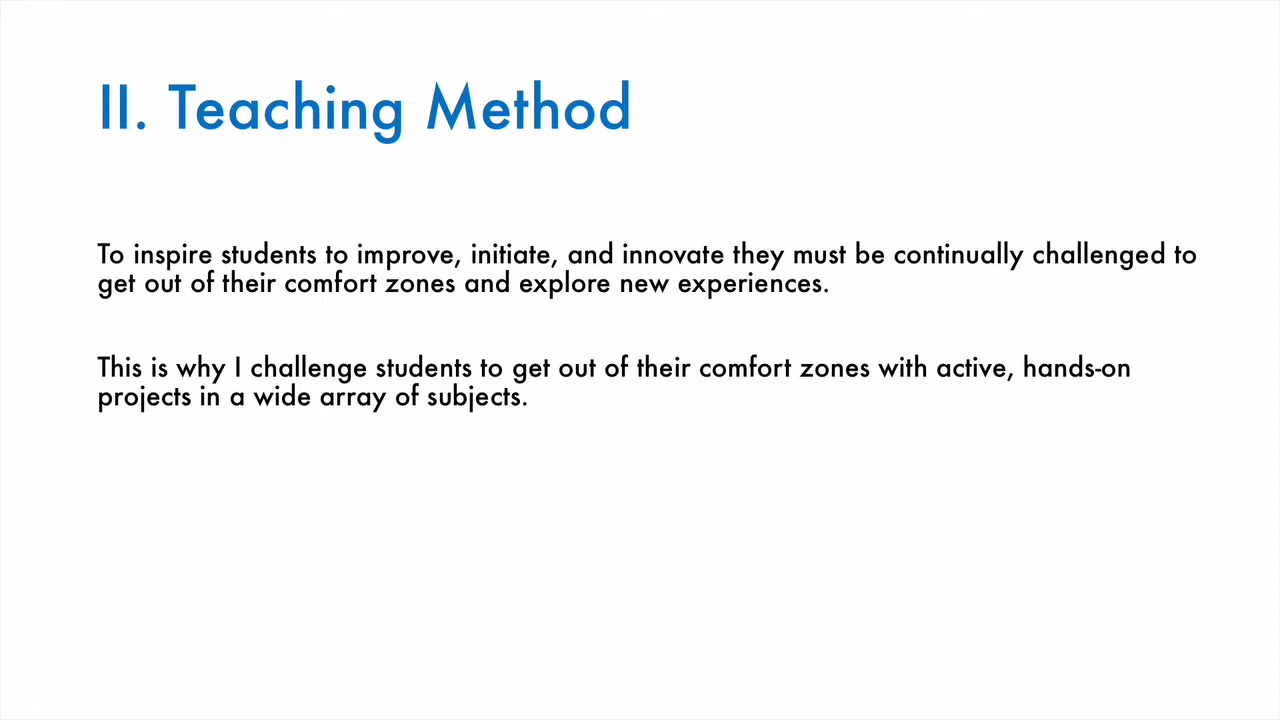 II. Teaching Method
To inspire students to improve, initiate, and innovate they must be continually challenged to
get out of their comfort zones and explore new experiences.
This is why I challenge students to get out of their comfort zones with active, hands-on
projects in a wide array of subjects.